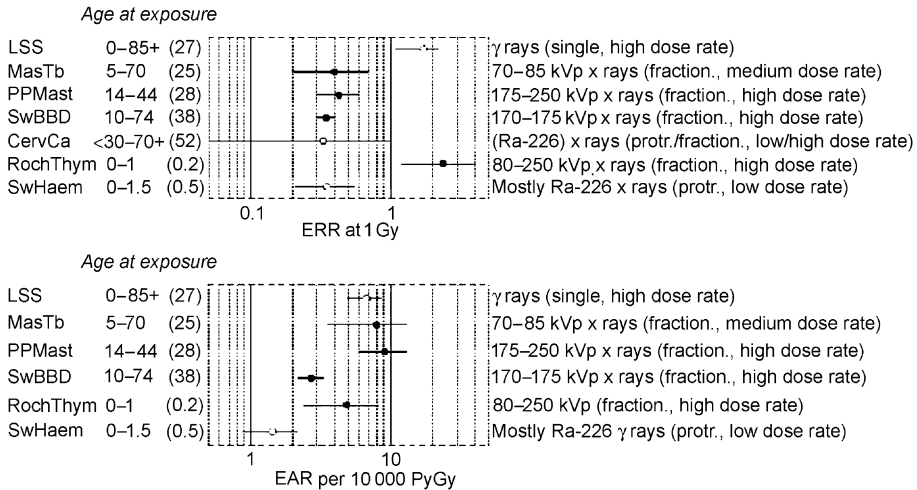 Age at exposure
LSS 0–85+ (27) γ rays (single, high dose rate)
MasTb 5–70 (25) 70–85 kVp x rays (fraction., medium dose rate)
PPMast 14–44 (28) 175–250 kVp x rays (fraction., high dose rate)
SwBBD 10–74 (38) 170–175 kVp x rays (fraction., high dose rate)
CervCa <30–70+ (52) (Ra-226) x rays (protr./fraction., low/high dose rate)
RochThym 0–1 (0.2) 80–250 kVp x rays (fraction., high dose rate)
SwHaem 0–1.5 (0.5) Mostly Ra-226 x rays (protr., low dose rate)
0.1 1
ERR at 1 Gy
Age at exposure
LSS 0–85+ (27) γ rays (single, high dose rate)
MasTb 5–70 (25) 70–85 kVp x rays (fraction., medium dose rate)
PPMast 14–44 (28) 175–250 kVp x rays (fraction., high dose rate)
SwBBD 10–74 (38) 170–175 kVp x rays (fraction., high dose rate)
RochThym 0–1 (0.2) 80–250 kVp (fraction., high dose rate)
SwHaem 0–1.5 (0.5) Mostly Ra-226 γ rays (protr., low dose rate)
1 10
EAR per 10 000 PyGy